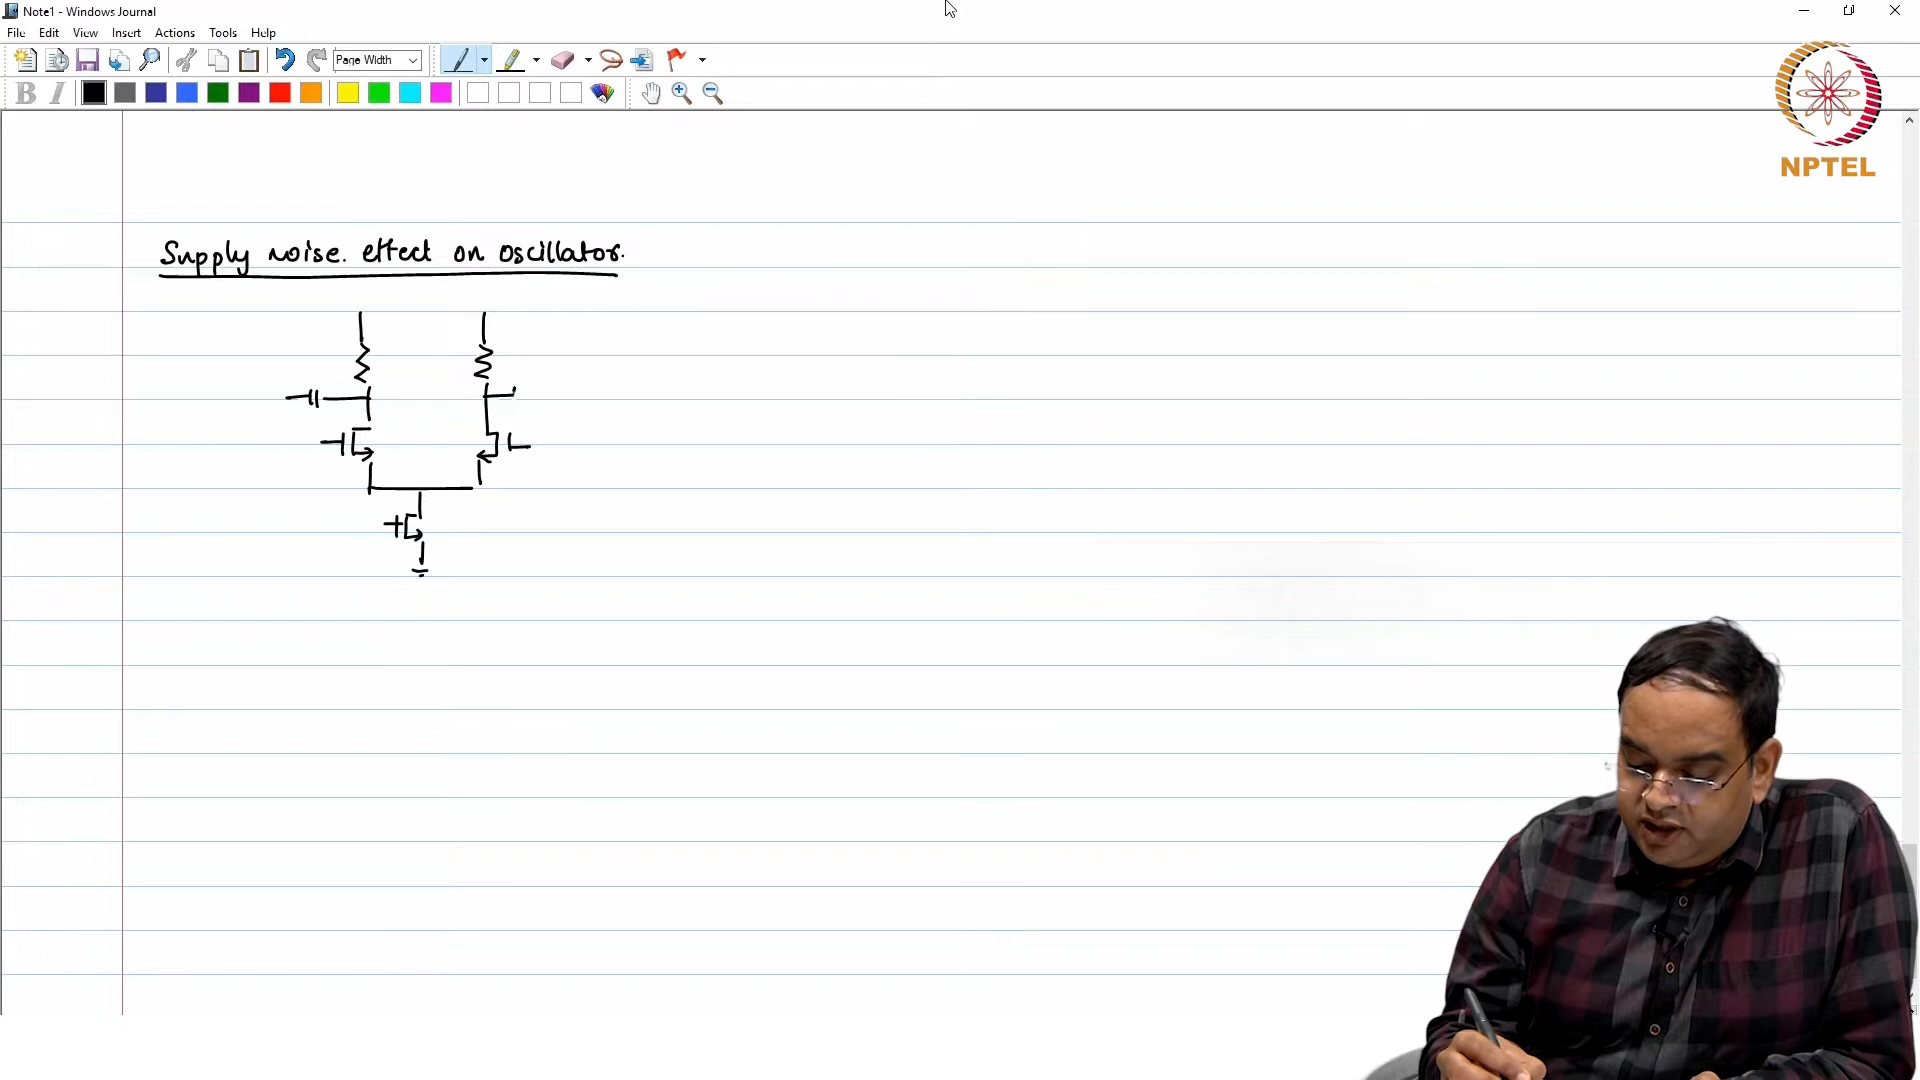 Note1 - Windows Journal
File Edit View Insert Actions Tools Help
Page Width
B I
NPTEL
Supply noise. effect on oscillator.